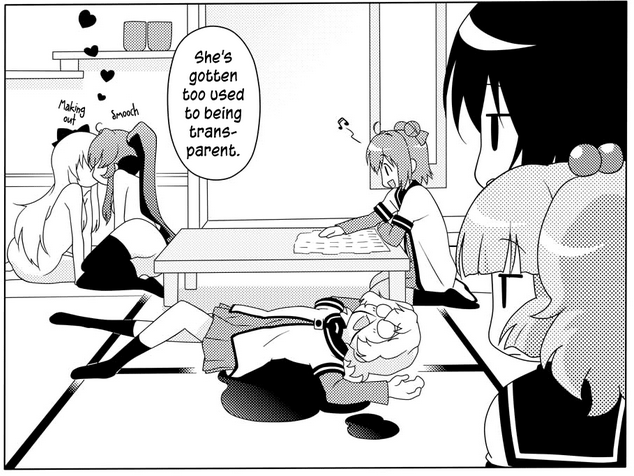 She's
gotten
too used
to being
trans-
parent.
Making
out
Smooch